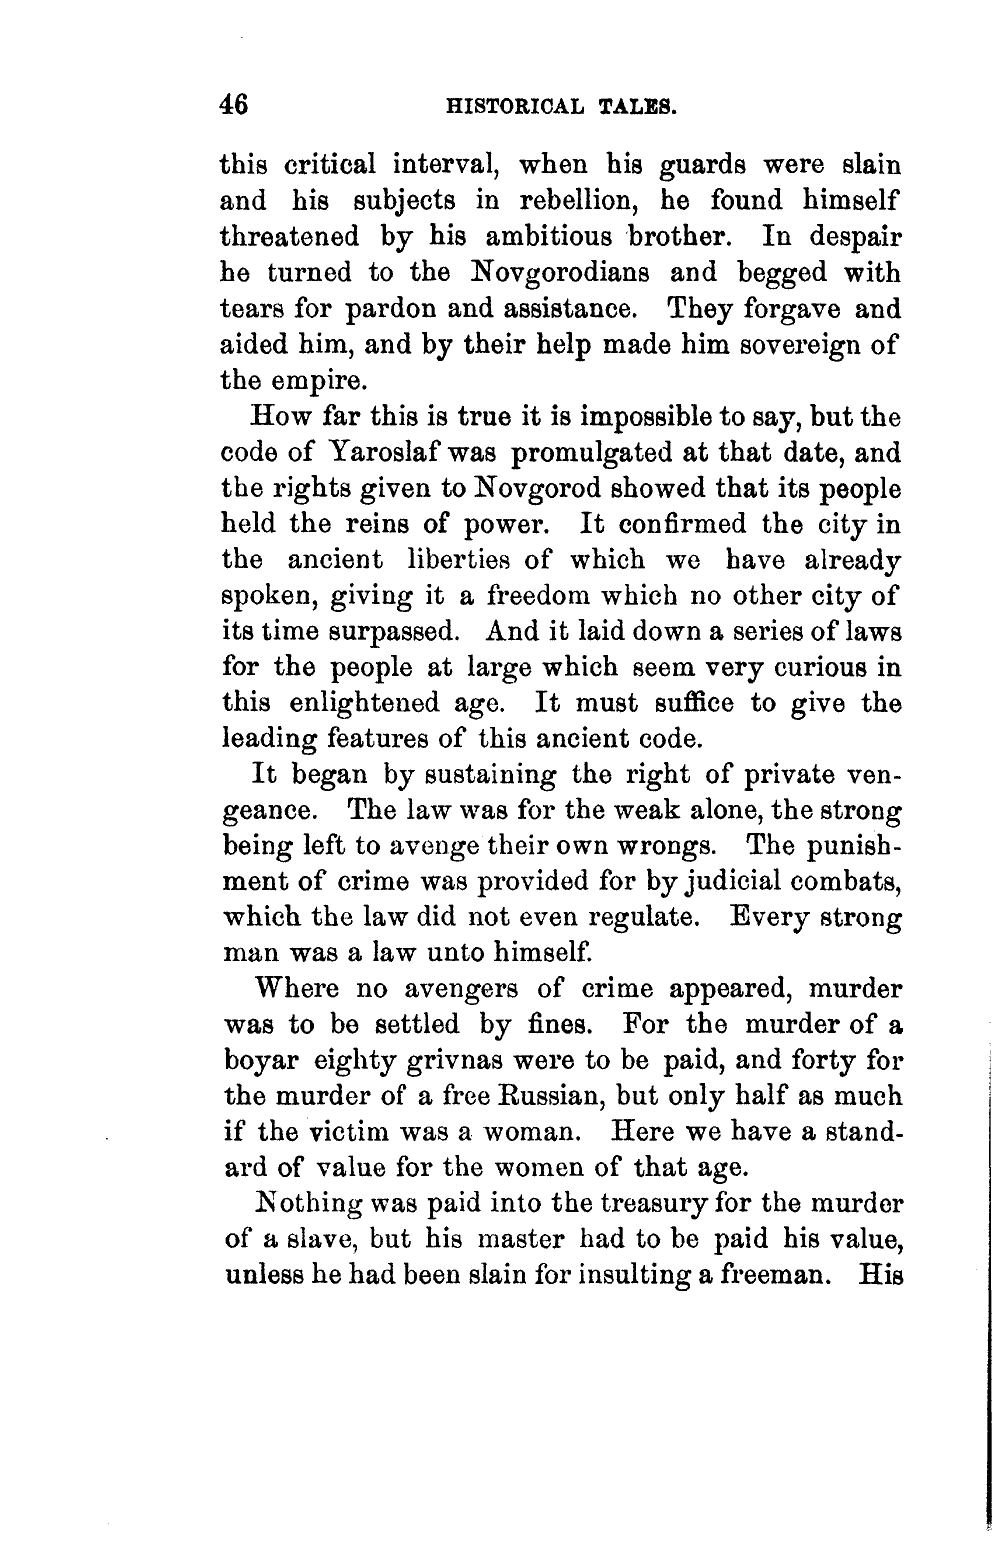 46 HISTORICAL TALES.
this critical interval, when his guards were slain
and his subjects in rebellion, he found himself
threatened by his ambitious brother. In despair
he turned to the Novgorodians and begged with
tears for pardon and assistance. They forgave and
aided him, and by their help made him sovereign of
the empire.
How far this is true it is impossible to say, but the
code of Yaroslaf was promulgated at that date, and
the rights given to Novgorod showed that its people
held the reins of power. It confirmed the city in
the ancient liberties of which we have already
spoken, giving it a freedom which no other city of
its time surpassed. And it laid down a series of laws
for the people at large which seem very curious in
this enlightened age. It must suffice to give the
leading features of this ancient code.
It began by sustaining the right of private ven-
geance. The law was for the weak alone, the strong
being left to avenge their own wrongs. The punish-
ment of crime was provided for by judicial combats,
which the law did not even regulate. Every strong
man was a law unto himself.
Where no avengers of crime appeared, murder
was to be settled by fines. For the murder of a
boyar eighty grivnas were to be paid, and forty for
the murder of a free Russian, but only half as much
if the victim was a woman. Here we have a stand-
ard of value for the women of that age.
Nothing was paid into the treasury for the murder
of a slave, but his master had to be paid his value,
unless he had been slain for insulting a freeman. His